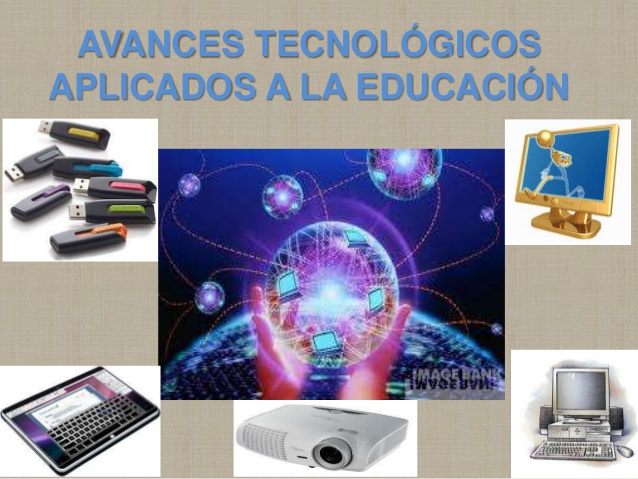 AVANCES TECNOLÓGICOS
APLICADOS A LA EDUCACIÓN
IMAGE BANK